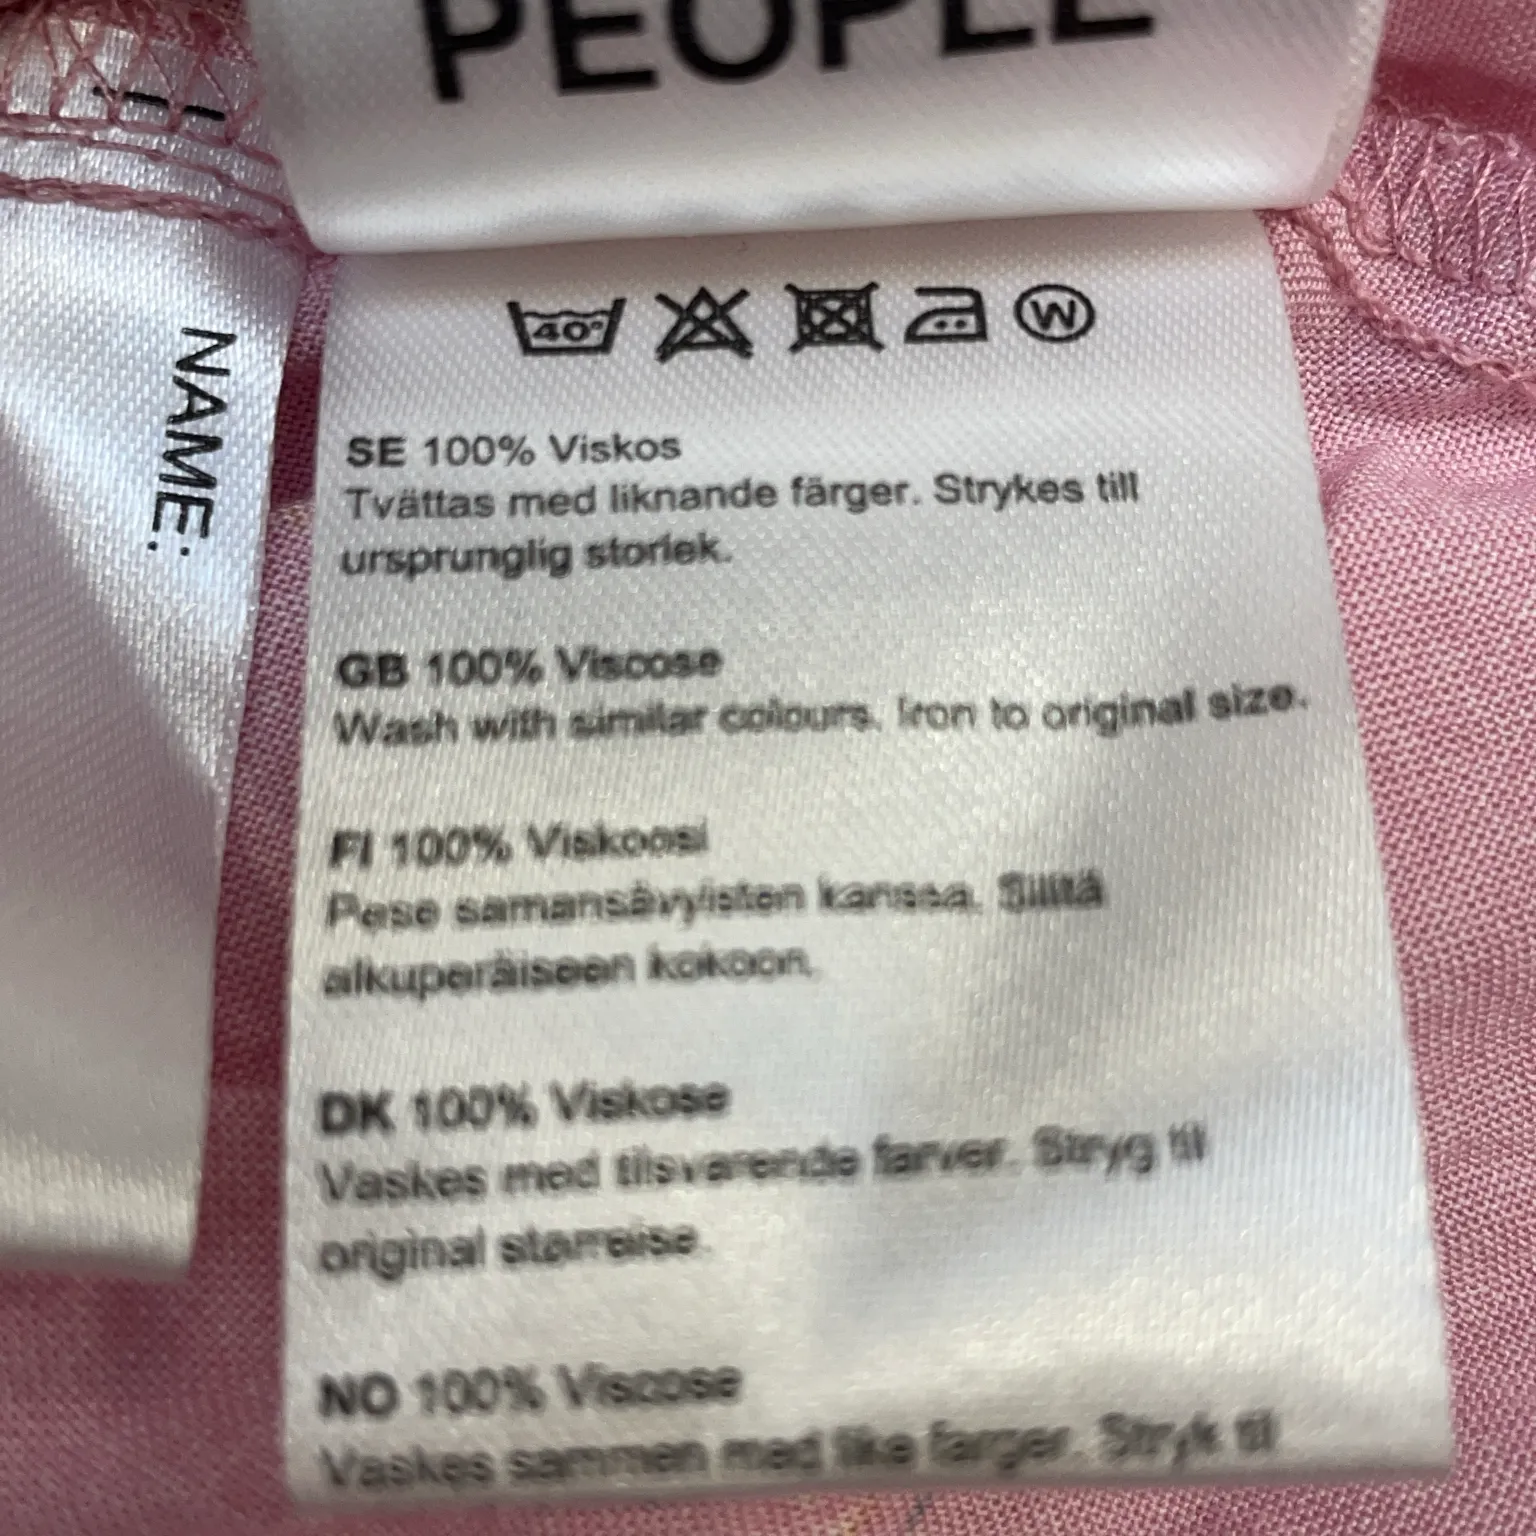 PEOPLE
NAME:
40°
W
SE 100% Viskos
Tvättas med liknande färger. Strykes till
ursprunglig storlek.
GB 100% Viscose
Wash with similar colours. Iron to original size.
FI 100% Viskoosi
Pese samansävyisten kanssa. Silitä
alkuperäiseen kokoon.
DK 100% Viskose
Vaskes med tilsvarende farver. Stryg til
original størrelse.
NO 100% Viscose
Vaskes sammen med like farger. Stryk til